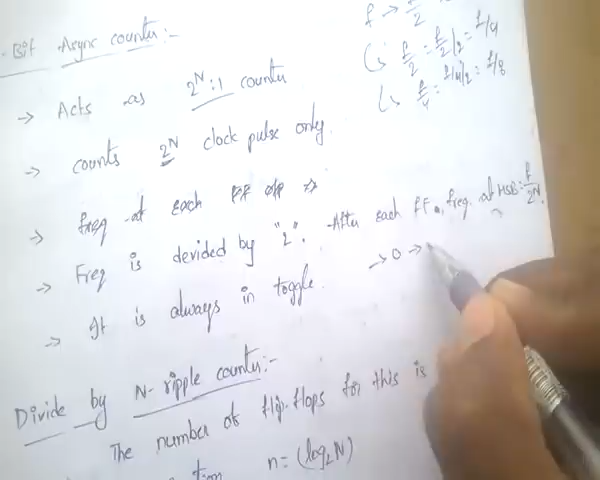 -Bit Async counter:-
f → f/2
↳ f/2 = f/2/2 = f/4
↳ f/4 = f/4/2 = f/8
→ Acts as 2^N:1 counter
→ counts 2^N clock pulse only
→ freq at each FF o/p →
→ Freq is devided by "2". After each FF, freq. at MSB = f/2^N.
→ 0 →
→ It is always in toggle.
Divide by N-ripple counter:-
The number of flip-flops for this is
n = (log₂N)